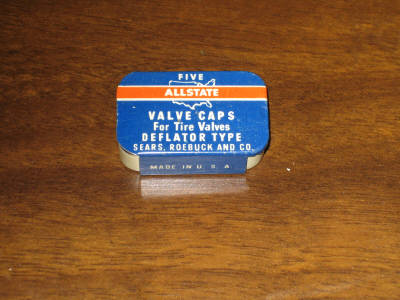 FIVE
ALLSTATE
VALVE CAPS
For Tire Valves
DEFLATOR TYPE
SEARS, ROEBUCK AND CO.
MADE IN U. S. A.